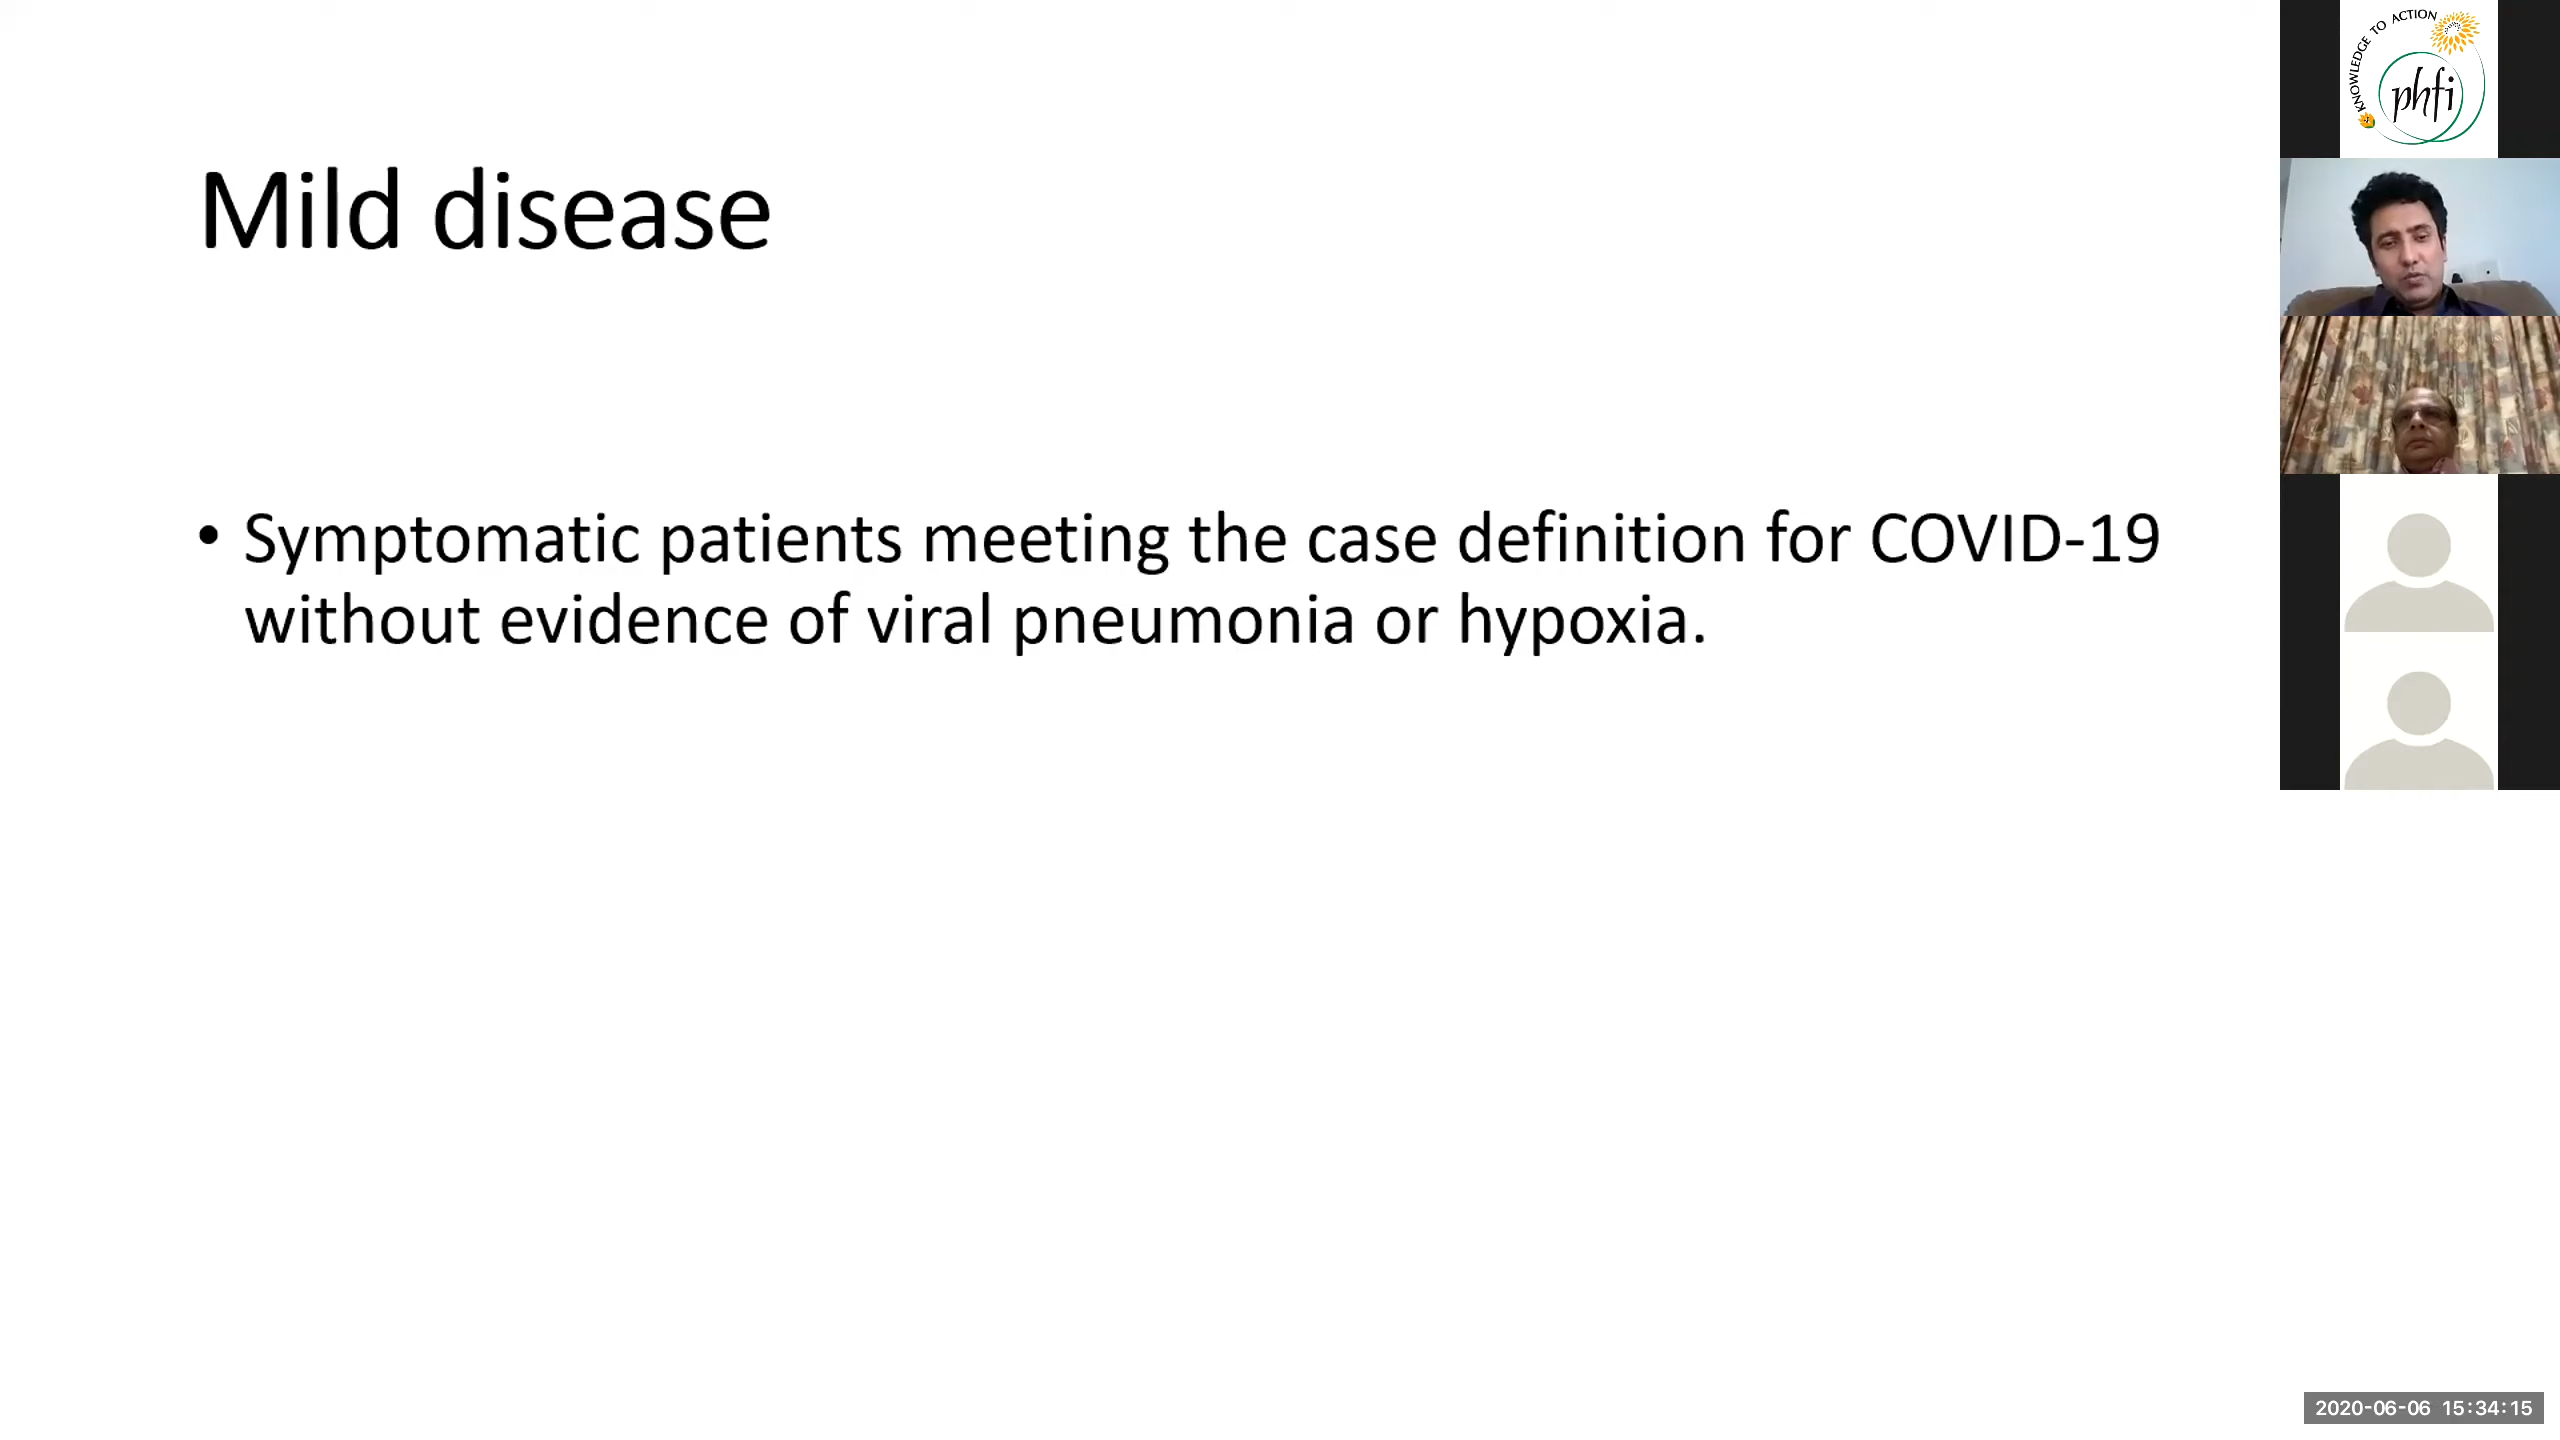 Mild disease
• Symptomatic patients meeting the case definition for COVID-19
without evidence of viral pneumonia or hypoxia.
KNOWLEDGE TO ACTION
phfi
2020-06-06 15:34:15